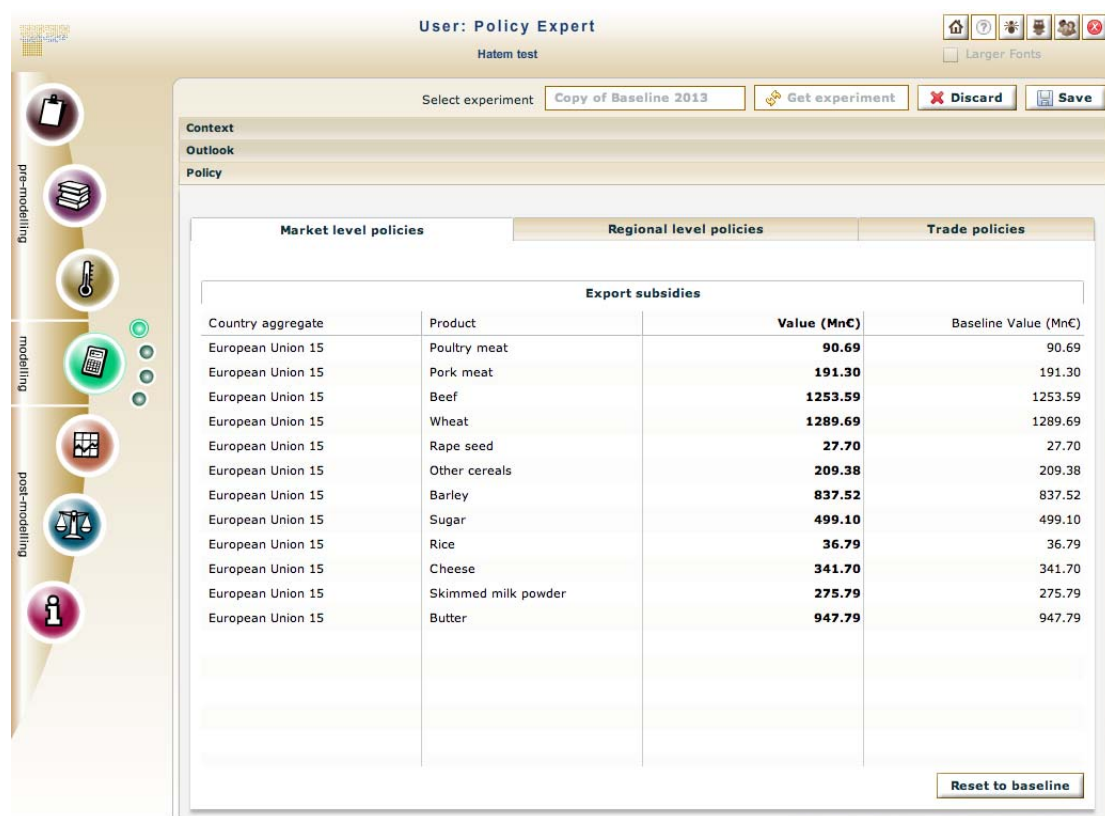 User: Policy Expert
Hatem test
Larger Fonts
Select experiment Copy of Baseline 2013 Get experiment Discard Save
Context
Outlook
Policy
pre-modelling
modelling
post-modelling
Market level policies Regional level policies Trade policies
Export subsidies
Country aggregate Product Value (Mn€) Baseline Value (Mn€)
European Union 15 Poultry meat 90.69 90.69
European Union 15 Pork meat 191.30 191.30
European Union 15 Beef 1253.59 1253.59
European Union 15 Wheat 1289.69 1289.69
European Union 15 Rape seed 27.70 27.70
European Union 15 Other cereals 209.38 209.38
European Union 15 Barley 837.52 837.52
European Union 15 Sugar 499.10 499.10
European Union 15 Rice 36.79 36.79
European Union 15 Cheese 341.70 341.70
European Union 15 Skimmed milk powder 275.79 275.79
European Union 15 Butter 947.79 947.79
Reset to baseline